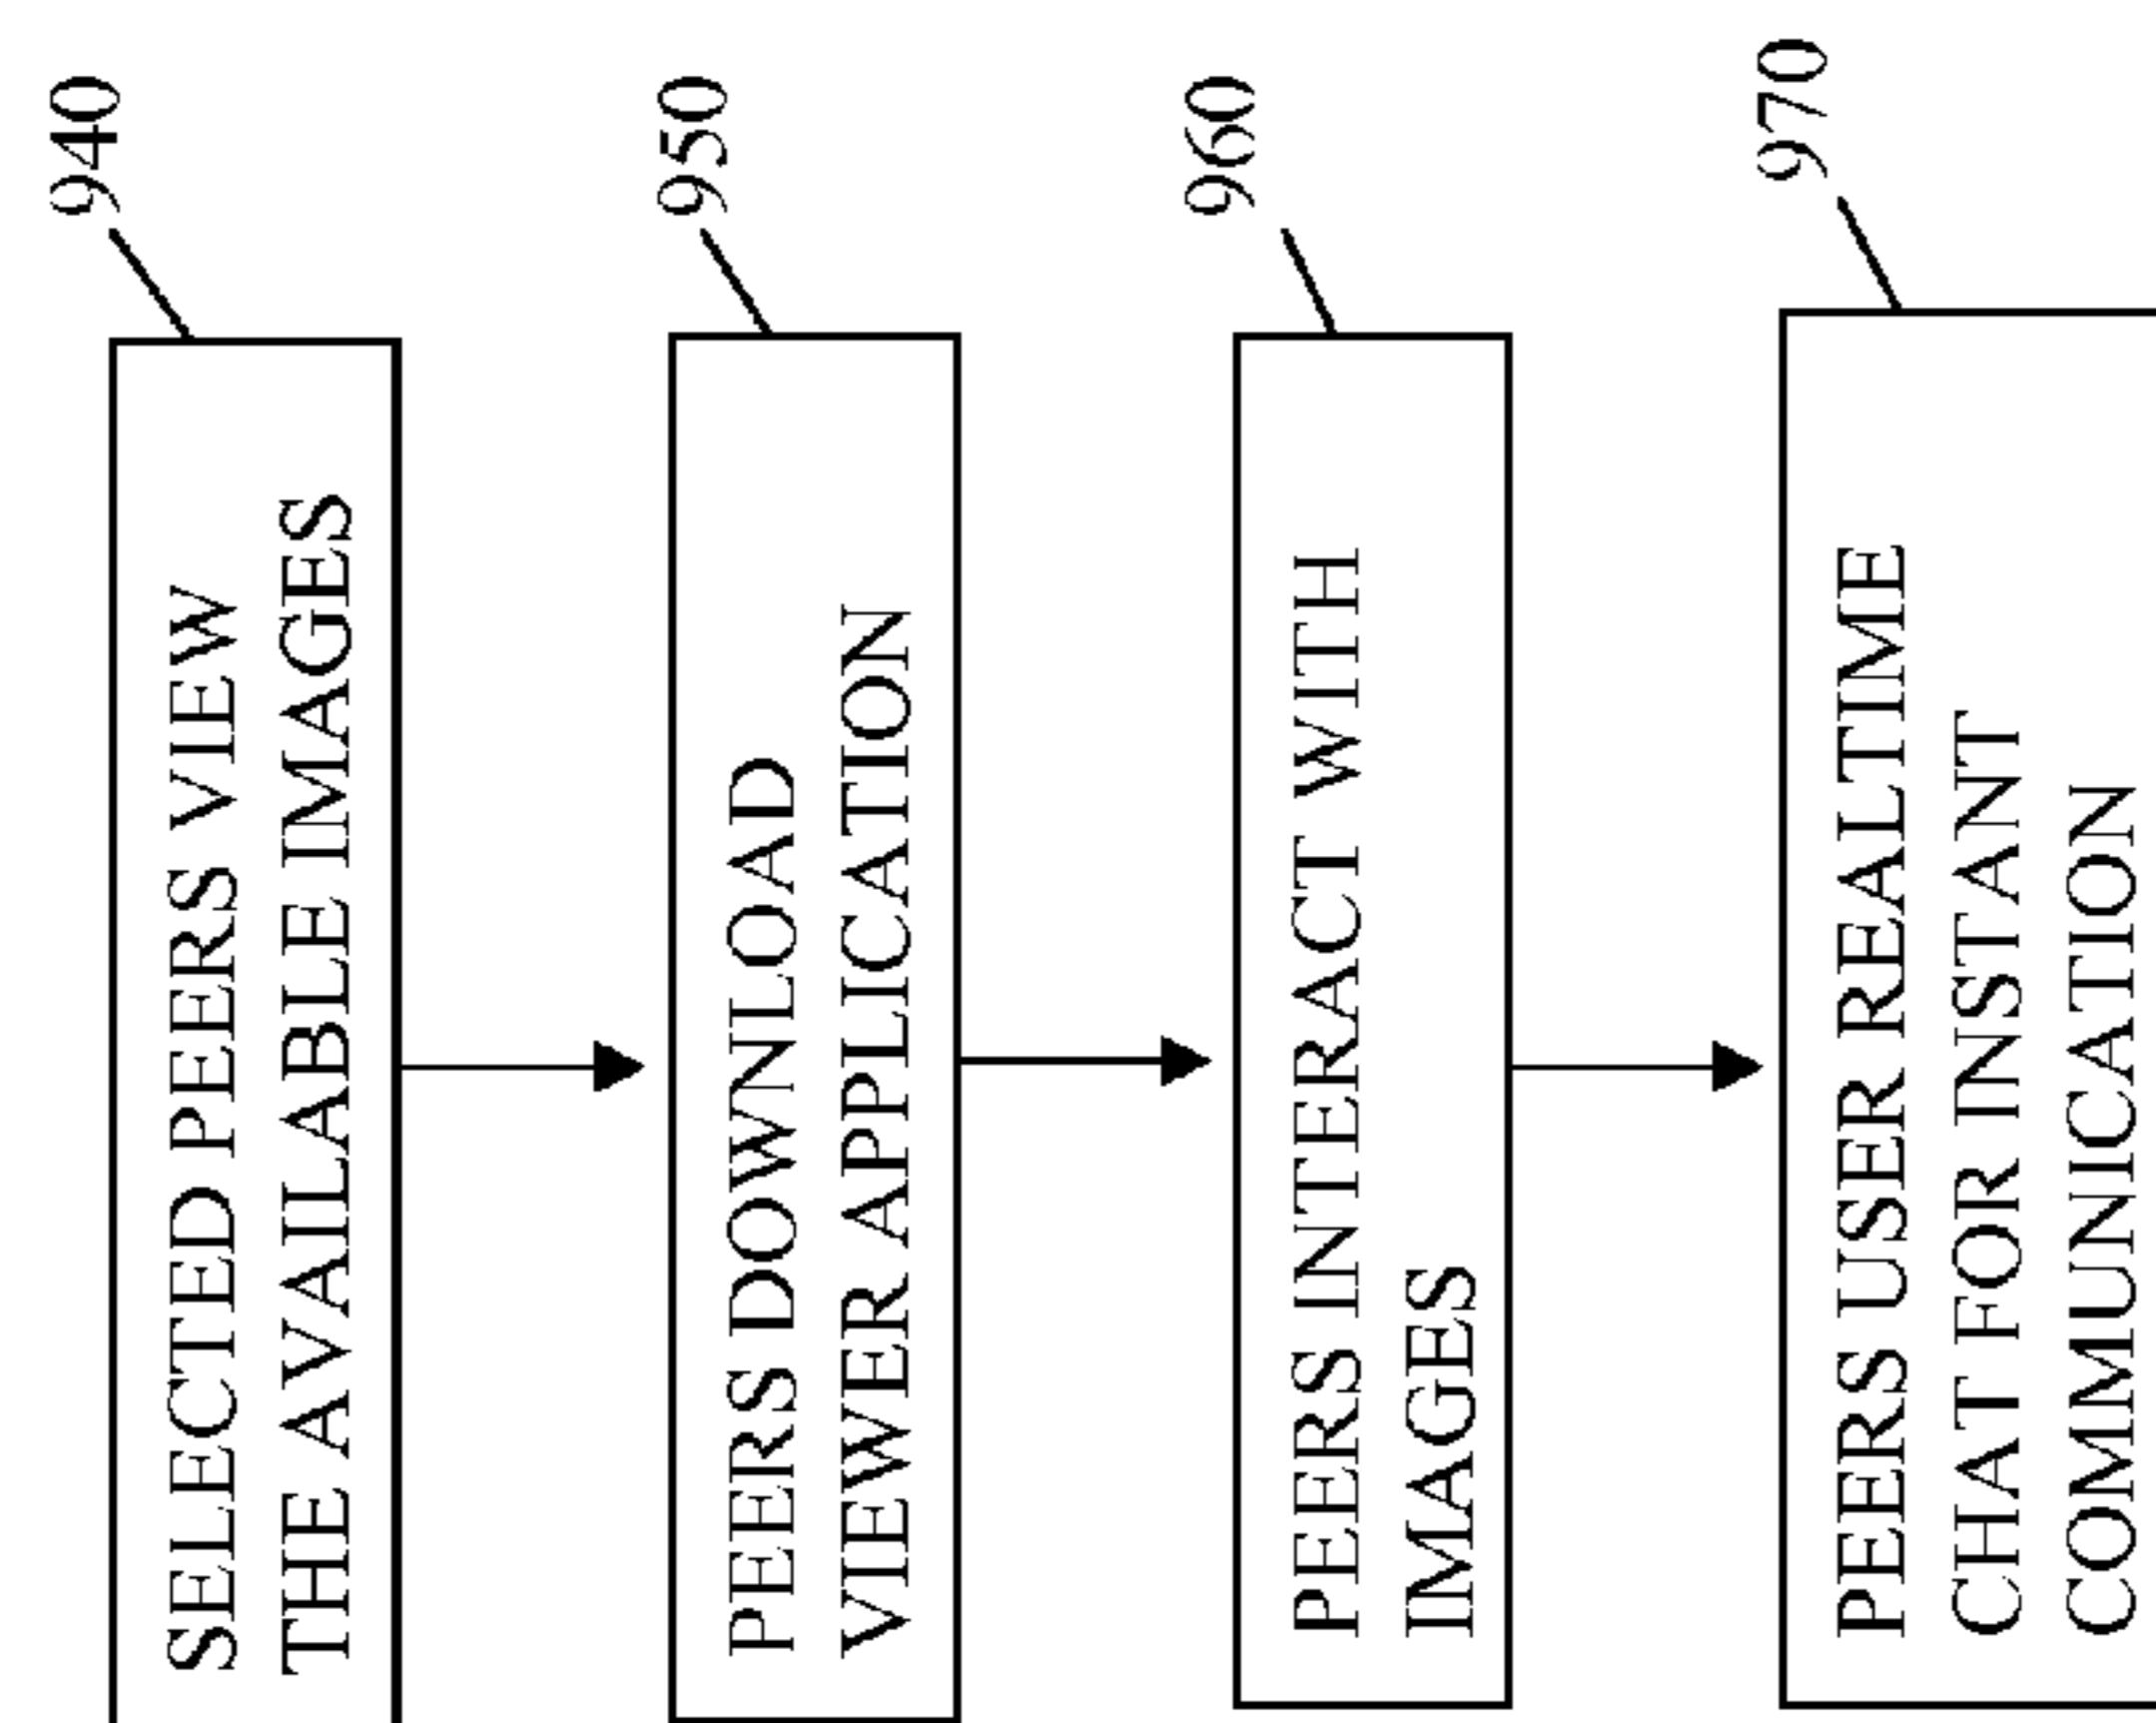 940
SELECTED PEERS VIEW
THE AVAILABLE IMAGES
950
PEERS DOWNLOAD
VIEWER APPLICATION
960
PEERS INTERACT WITH
IMAGES
970
PEERS USER REALTIME
CHAT FOR INSTANT
COMMUNICATION